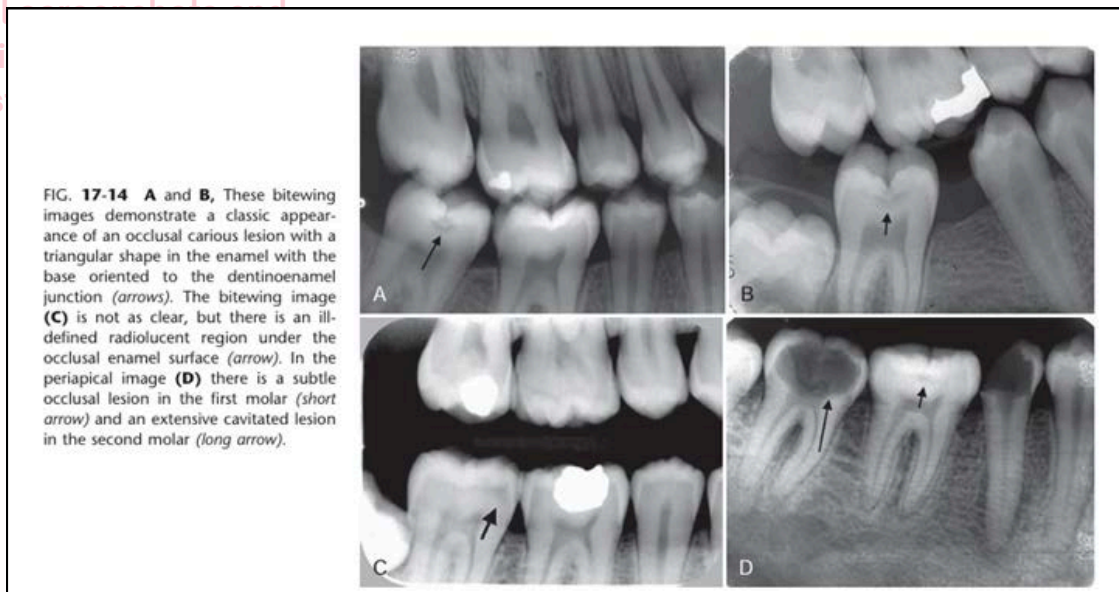 FIG. 17-14 A and B, These bitewing
images demonstrate a classic appear-
ance of an occlusal carious lesion with a
triangular shape in the enamel with the
base oriented to the dentinoenamel
junction (arrows). The bitewing image
(C) is not as clear, but there is an ill-
defined radiolucent region under the
occlusal enamel surface (arrow). In the
periapical image (D) there is a subtle
occlusal lesion in the first molar (short
arrow) and an extensive cavitated lesion
in the second molar (long arrow).
A
B
C
D